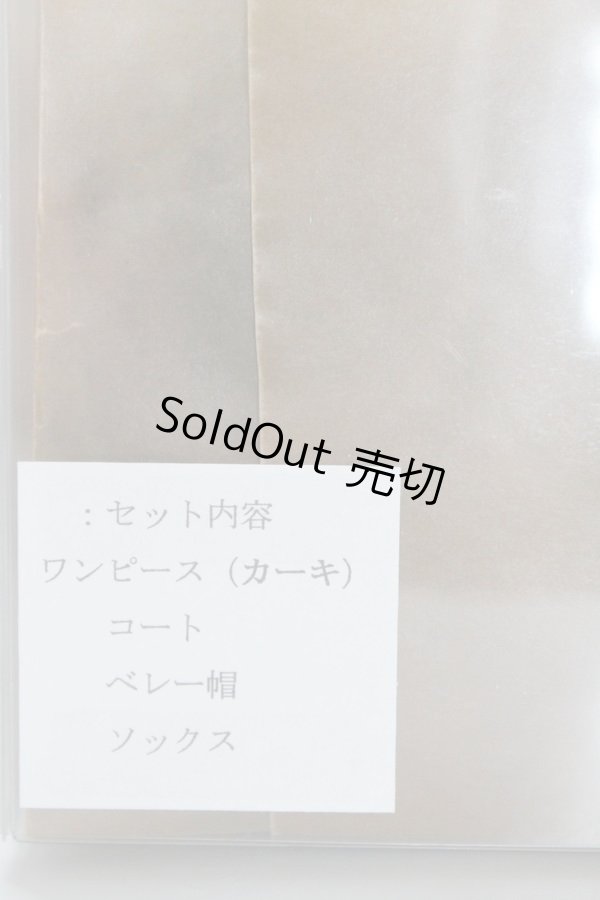 SoldOut 売切
：セット内容
ワンピース（カーキ）
コート
ベレー帽
ソックス